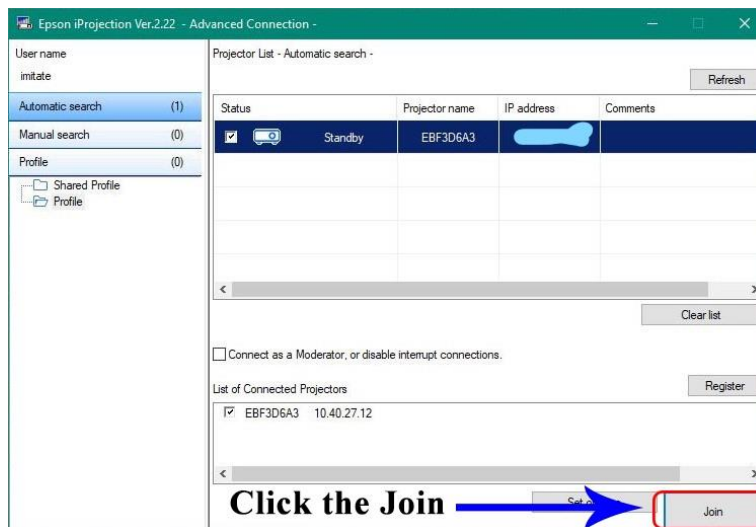 Epson iProjection Ver.2.22 - Advanced Connection -
User name
imitate
Automatic search (1)
Manual search (0)
Profile (0)
Shared Profile
Profile
Projector List - Automatic search -
Refresh
Status Projector name IP address Comments
Standby EBF3D6A3
Clear list
Connect as a Moderator, or disable interrupt connections.
List of Connected Projectors
Register
EBF3D6A3 10.40.27.12
Click the Join
Join